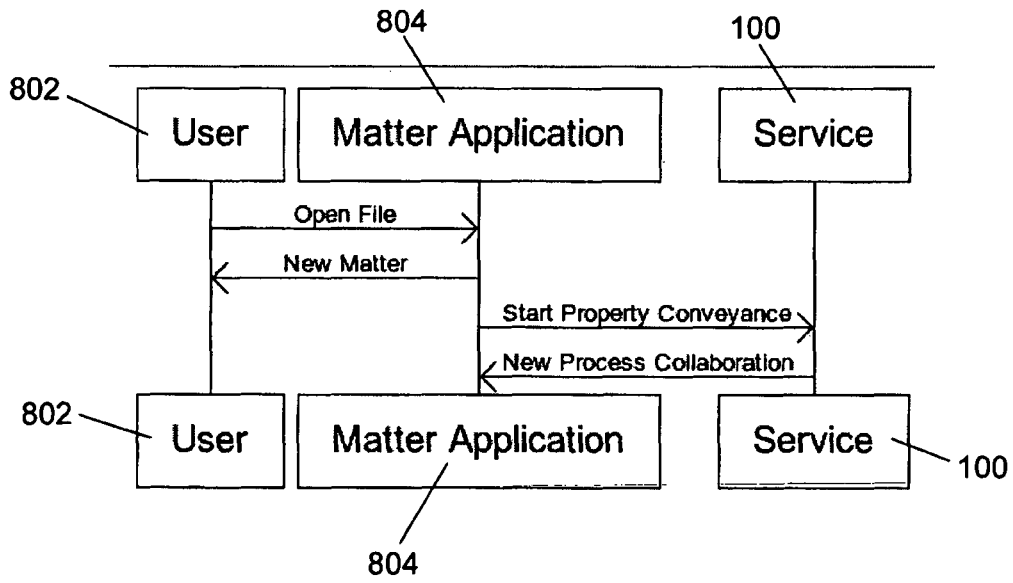 804
100
802
User
Matter Application
Service
Open File
New Matter
Start Property Conveyance
New Process Collaboration
802
User
Matter Application
Service
100
804